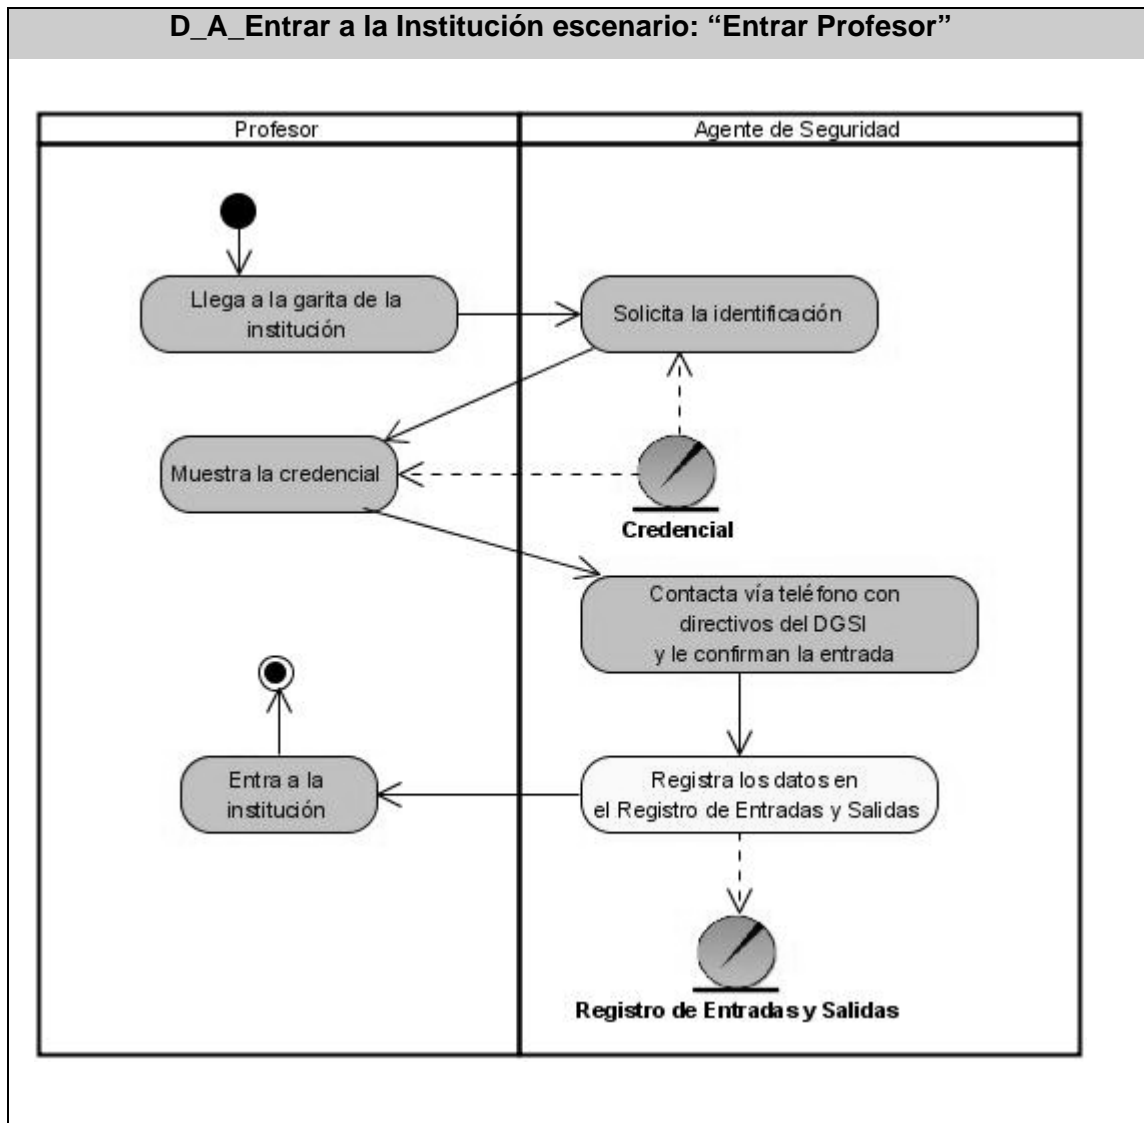 D_A_Entrar a la Institución escenario: “Entrar Profesor”
Profesor
Agente de Seguridad
Llega a la garita de la
institución
Solicita la identificación
Muestra la credencial
Credencial
Contacta vía teléfono con
directivos del DGSI
y le confirman la entrada
Entra a la
institución
Registra los datos en
el Registro de Entradas y Salidas
Registro de Entradas y Salidas